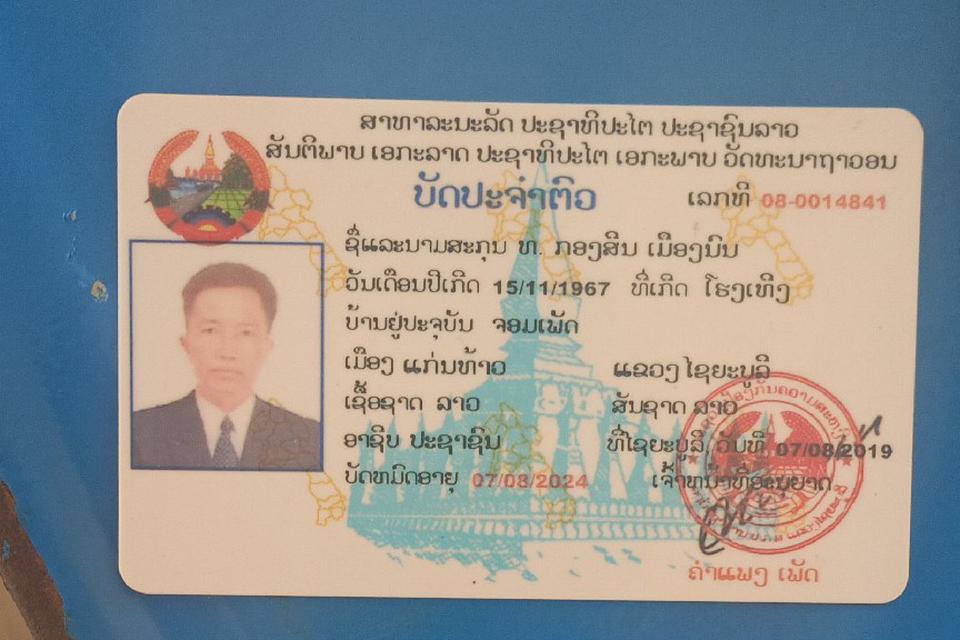 ສາທາລະນະລັດ ປະຊາທິປະໄຕ ປະຊາຊົນລາວ
ສັນຕິພາບ ເອກະລາດ ປະຊາທິປະໄຕ ເອກະພາບ ວັດທະນາຖາວອນ
ບັດປະຈຳຕົວ
ເລກທີ 08-0014841
ຊື່ແລະນາມສະກຸນ ທ. ກອງສີນ ເມືອງນົນ
ວັນເດືອນປີເກີດ 15/11/1967 ທີ່ເກີດ ໂຮງເທີງ
ບ້ານຢູ່ປະຈຸບັນ ຈອມເພັດ
ເມືອງ ແກ່ນທ້າວ ແຂວງ ໄຊຍະບູລີ
ເຊື້ອຊາດ ລາວ ສັນຊາດ ລາວ
ອາຊີບ ປະຊາຊົນ ທີ່ໄຊຍະບູລີ, ວັນທີ 07/08/2019
ບັດຫມົດອາຍຸ 07/08/2024 ເຈົ້າຫນ້າທີ່ອະນຸຍາດ
ຄຳແພງ ເພັດ